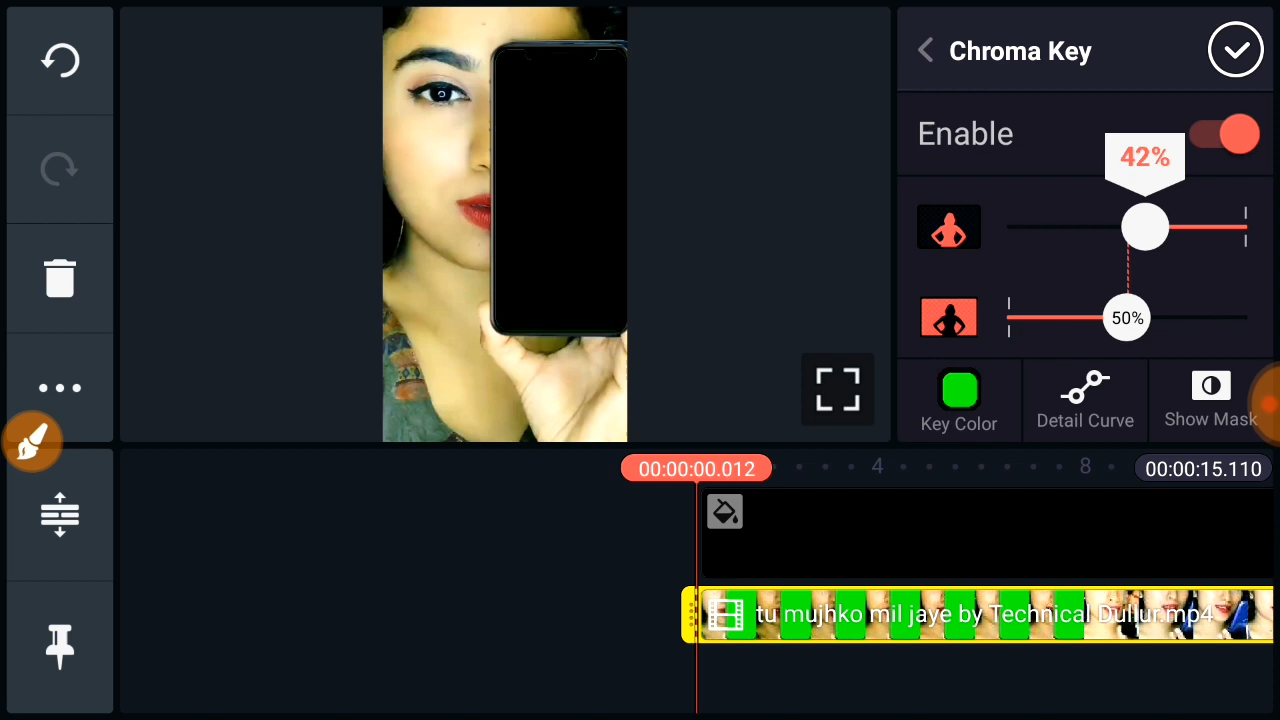 Chroma Key
Enable
42%
50%
Key Color
Detail Curve
Show Mask
00:00:00.012
4
8
00:00:15.110
tu mujhko mil jaye by Technical Dullur.mp4